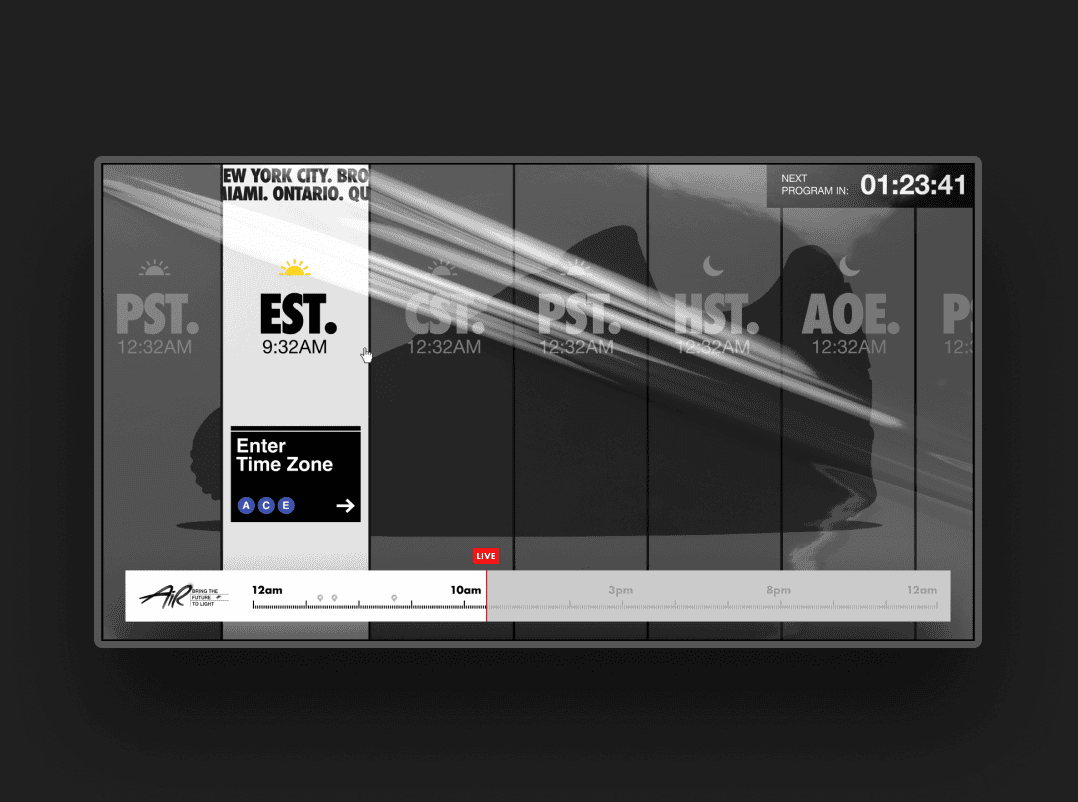 EW YORK CITY. BRO
IAMI. ONTARIO. QU
NEXT
PROGRAM IN:
01:23:41
PST.
12:32AM
EST.
9:32AM
CST.
12:32AM
PST.
12:32AM
HST.
12:32AM
AOE.
12:32AM
P
12:3
Enter
Time Zone
A C E
LIVE
AIR
BRING THE
FUTURE
TO LIGHT
12am
10am
3pm
8pm
12am